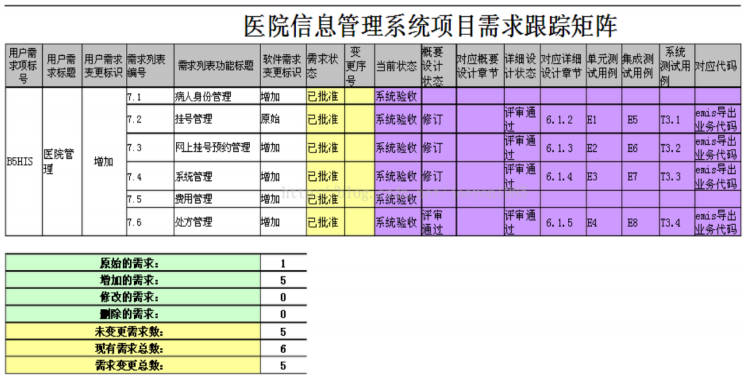 医院信息管理系统项目需求跟踪矩阵
用户需求项标号 用户需求标题 用户需求变更标识 需求列表编号 需求列表功能标题 软件需求变更标识 需求状态 变更序号 当前状态 概要设计状态 对应概要设计章节 详细设计状态 对应详细设计章节 单元测试用例 集成测试用例 系统测试用例 对应代码
BSHIS 医院管理 增加
7.1 病人身份管理 增加 已批准 系统验收
7.2 挂号管理 原始 已批准 系统验收 修订 评审通过 6.1.2 E1 E5 T3.1 emis导出业务代码
7.3 网上挂号预约管理 增加 已批准 系统验收 修订 评审通过 6.1.3 E2 E6 T3.2 emis导出业务代码
7.4 系统管理 增加 已批准 系统验收 修订 评审通过 6.1.4 E3 E7 T3.3 emis导出业务代码
7.5 费用管理 增加 已批准 系统验收
7.6 处方管理 增加 已批准 系统验收 评审通过 评审通过 6.1.5 E4 E8 T3.4 emis导出业务代码
原始的需求: 1
增加的需求: 5
修改的需求: 0
删除的需求: 0
未变更需求数: 5
现有需求总数: 6
需求变更总数: 5